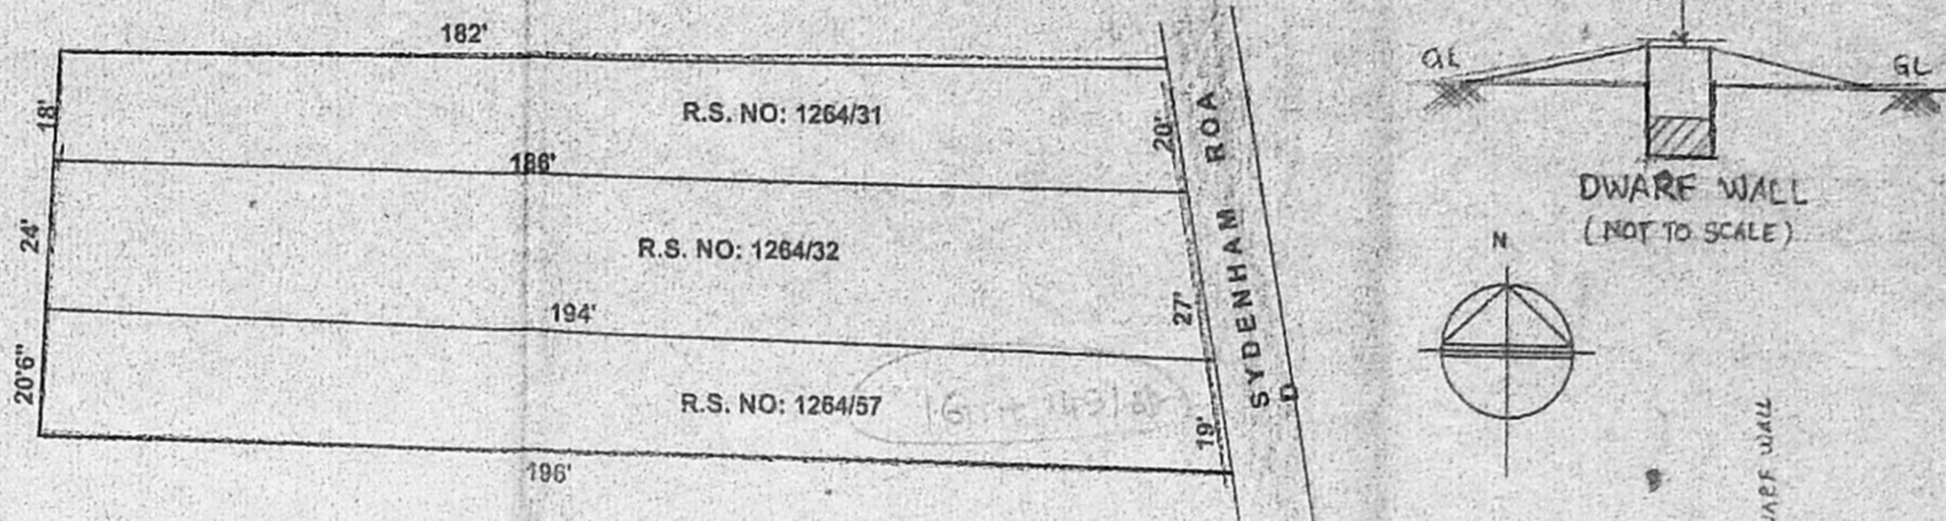 182'
18'
R.S. NO: 1264/31
20'
186'
24'
R.S. NO: 1264/32
27'
194'
20'6"
R.S. NO: 1264/57
19'
196'
SYDENHAM ROA
D
GL
GL
DWARF WALL
(NOT TO SCALE)
N
WALL